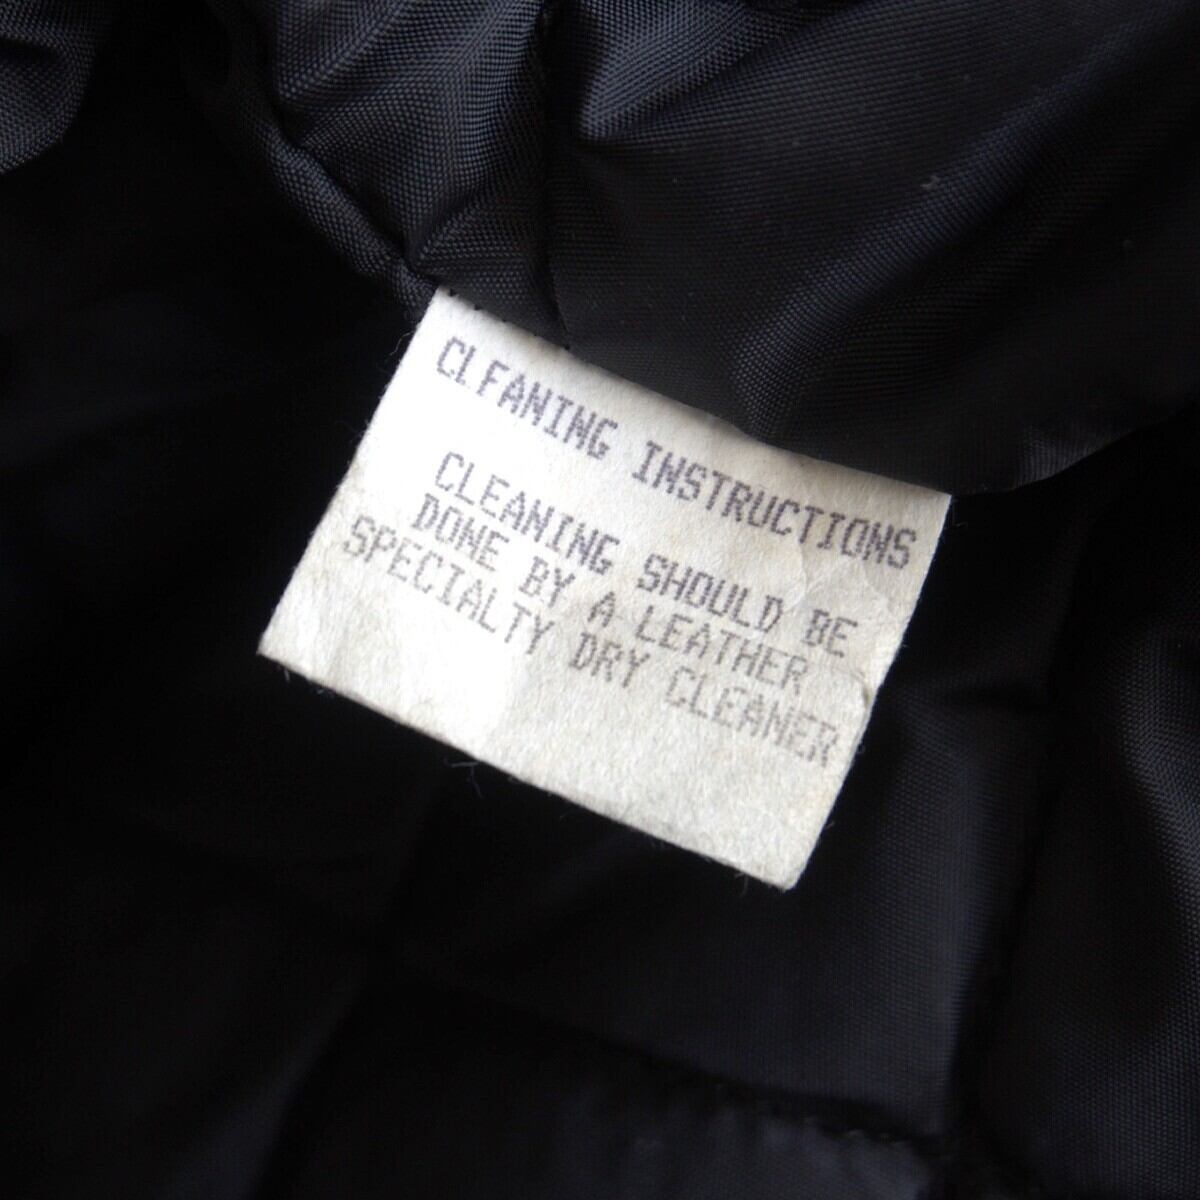 CLEANING INSTRUCTIONS
CLEANING SHOULD BE
DONE BY A LEATHER
SPECIALTY DRY CLEANER